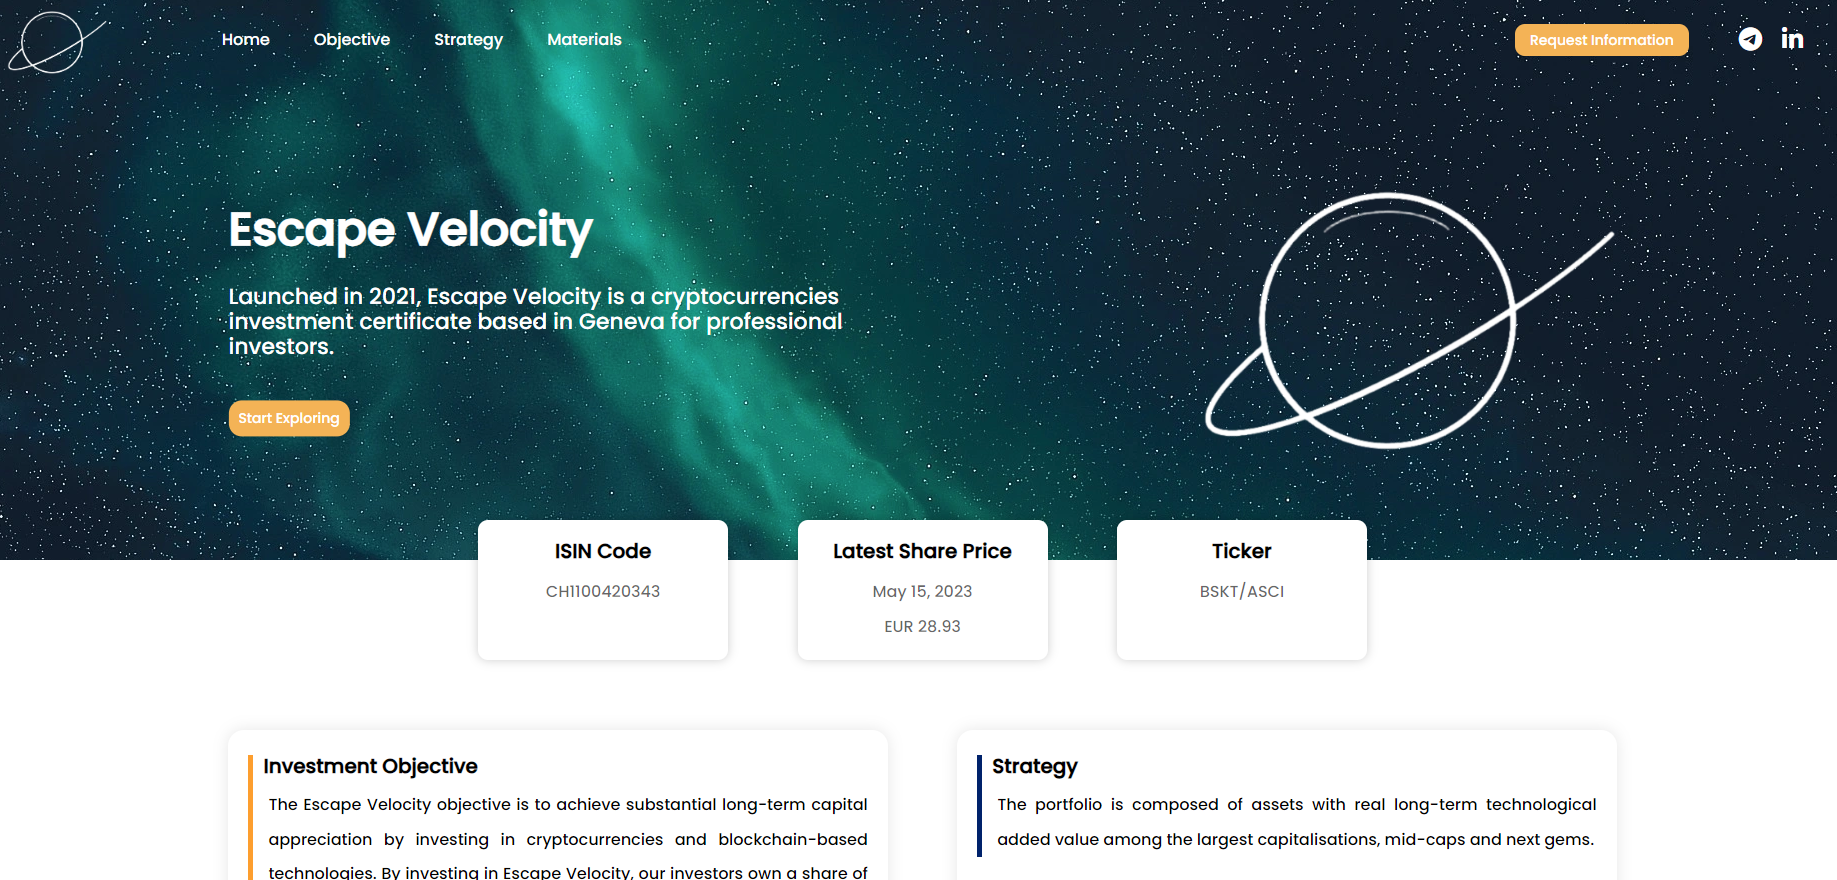 Home Objective Strategy Materials Request Information
Escape Velocity
Launched in 2021, Escape Velocity is a cryptocurrencies
investment certificate based in Geneva for professional
investors.
Start Exploring
ISIN Code
CH1100420343
Latest Share Price
May 15, 2023
EUR 28.93
Ticker
BSKT/ASCI
Investment Objective
The Escape Velocity objective is to achieve substantial long-term capital
appreciation by investing in cryptocurrencies and blockchain-based
technologies. By investing in Escape Velocity, our investors own a share of
Strategy
The portfolio is composed of assets with real long-term technological
added value among the largest capitalisations, mid-caps and next gems.